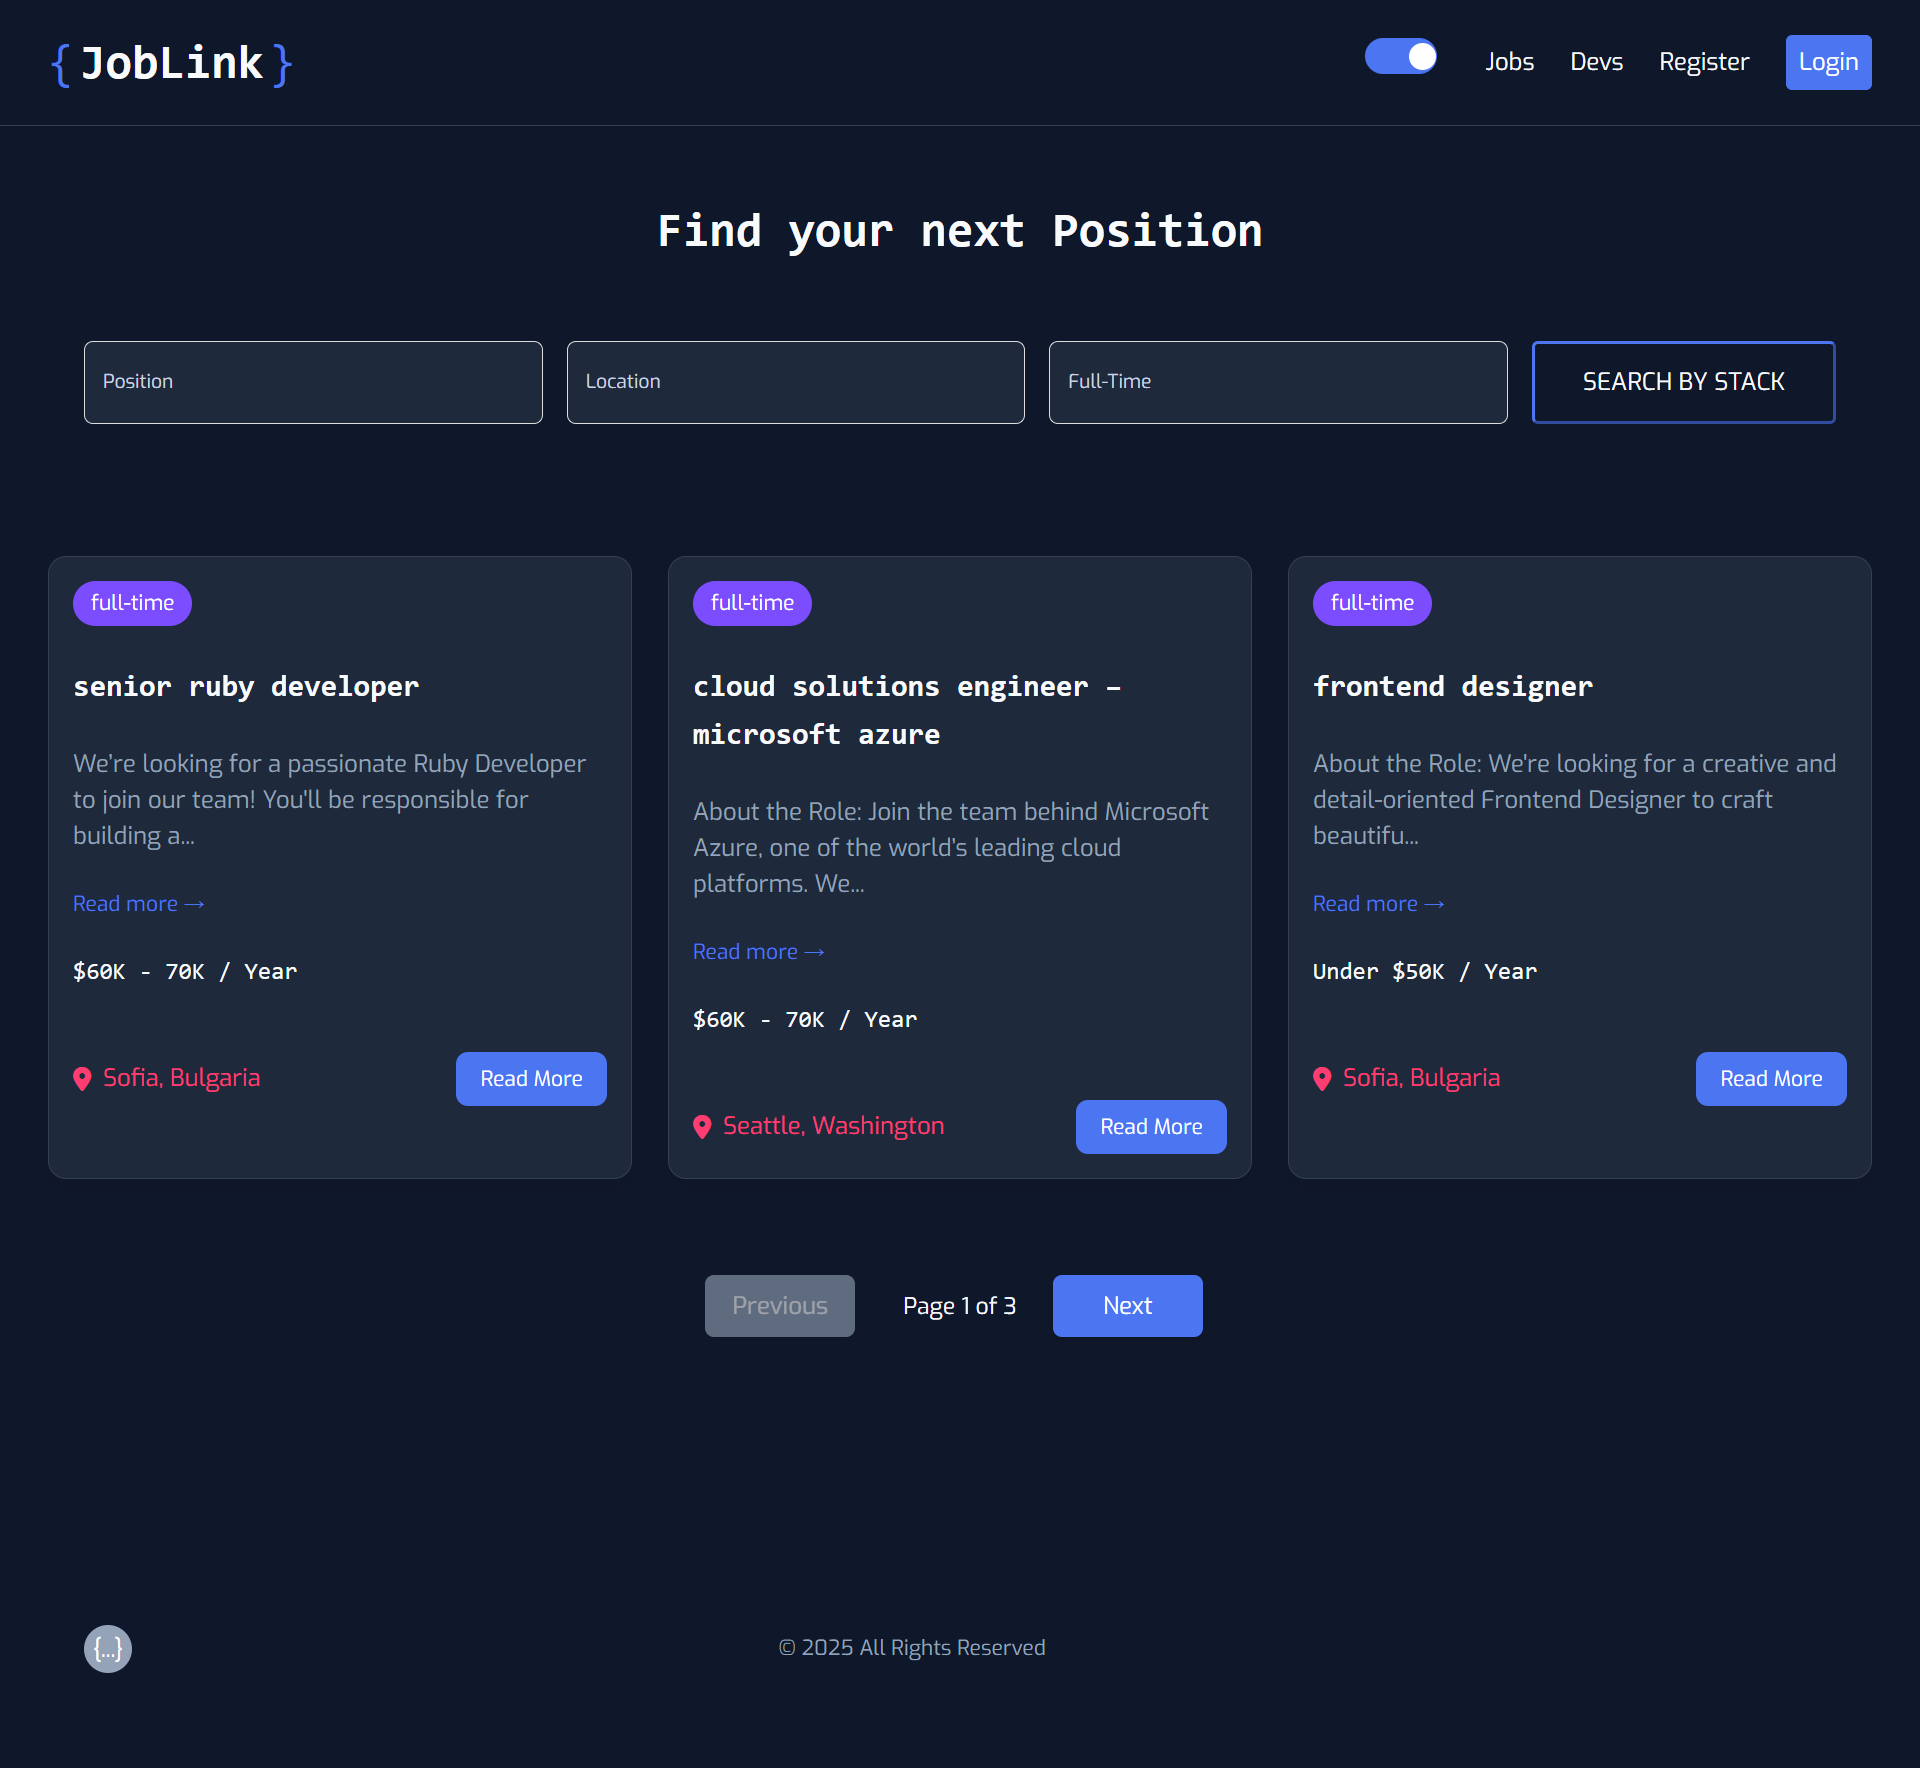 { JobLink }
Jobs
Devs
Register
Login
Find your next Position
Position
Location
Full-Time
SEARCH BY STACK
full-time
senior ruby developer
We're looking for a passionate Ruby Developer
to join our team! You'll be responsible for
building a...
Read more →
$60K - 70K / Year
Sofia, Bulgaria
Read More
full-time
cloud solutions engineer –
microsoft azure
About the Role: Join the team behind Microsoft
Azure, one of the world's leading cloud
platforms. We...
Read more →
$60K - 70K / Year
Seattle, Washington
Read More
full-time
frontend designer
About the Role: We're looking for a creative and
detail-oriented Frontend Designer to craft
beautifu...
Read more →
Under $50K / Year
Sofia, Bulgaria
Read More
Previous
Page 1 of 3
Next
{...}
© 2025 All Rights Reserved